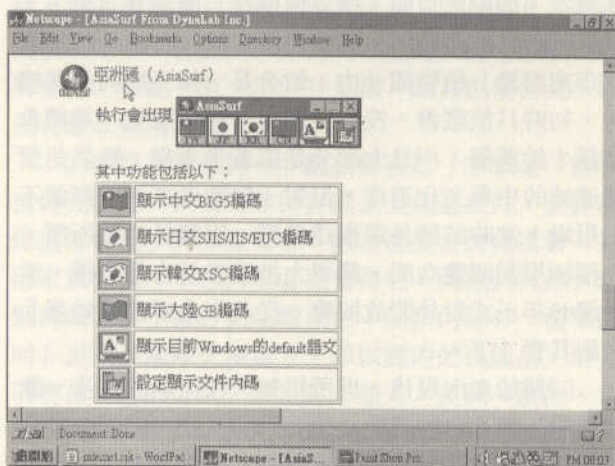 Netscape - [AsiaSurf From DynaLab Inc.]
File Edit View Go Bookmarks Options Directory Window Help
亞洲通 (AsiaSurf)
執行會出現
AsiaSurf
其中功能包括以下：
顯示中文BIG5編碼
顯示日文SJIS/JIS/EUC編碼
顯示韓文KSC編碼
顯示大陸GB編碼
顯示目前Windows的default語文
設定顯示文件內碼
Document Done
開始
WordPad
Netscape - [AsiaS...
Paint Shop Pro